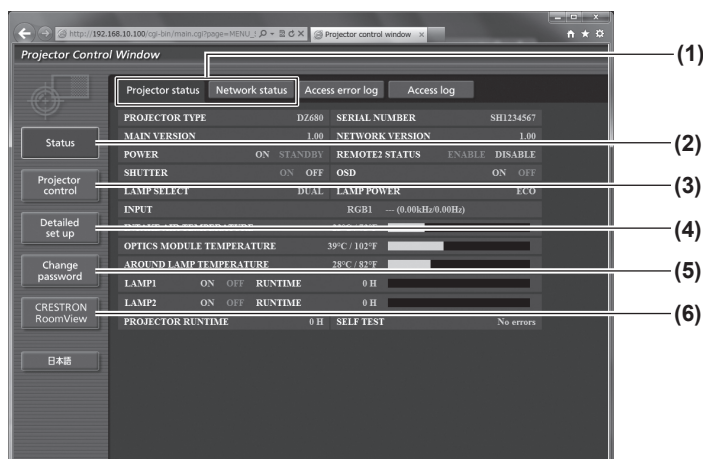 http://192.168.10.100/cgi-bin/main.cgi?page=MENU_S
Projector control window
Projector Control Window
(1)
Projector status Network status Access error log Access log
PROJECTOR TYPE DZ680 SERIAL NUMBER SH1234567
MAIN VERSION 1.00 NETWORK VERSION 1.00
Status
(2)
POWER ON STANDBY REMOTE2 STATUS ENABLE DISABLE
SHUTTER ON OFF OSD ON OFF
Projector control
(3)
LAMP SELECT DUAL LAMP POWER ECO
INPUT RGB1 --- (0.00kHz/0.00Hz)
Detailed set up
(4)
OPTICS MODULE TEMPERATURE 39°C / 102°F
AROUND LAMP TEMPERATURE 28°C / 82°F
Change password
(5)
LAMP1 ON OFF RUNTIME 0 H
LAMP2 ON OFF RUNTIME 0 H
CRESTRON RoomView
(6)
PROJECTOR RUNTIME 0 H SELF TEST No errors
日本語